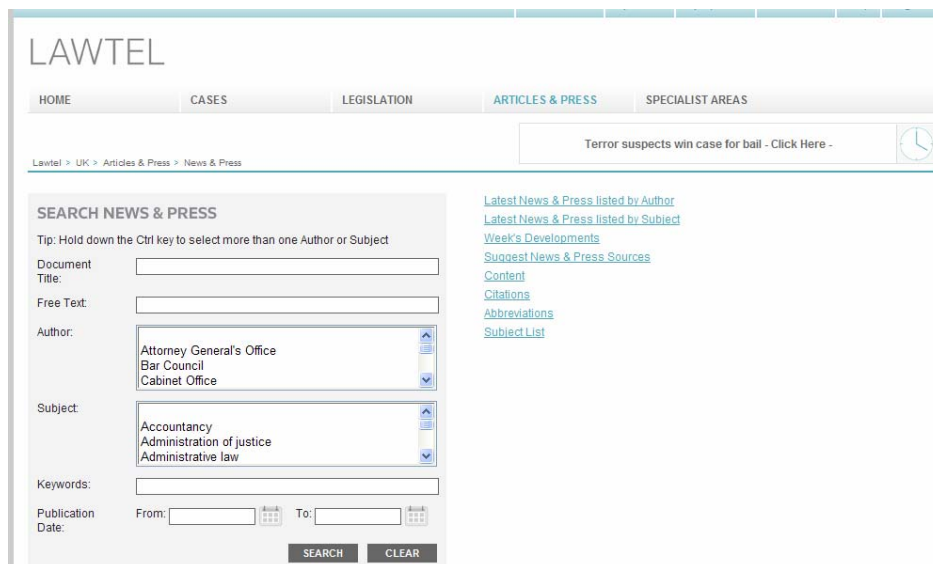 LAWTEL
HOME CASES LEGISLATION ARTICLES & PRESS SPECIALIST AREAS
Terror suspects win case for bail - Click Here -
Lawtel > UK > Articles & Press > News & Press
SEARCH NEWS & PRESS
Tip: Hold down the Ctrl key to select more than one Author or Subject
Document
Title:
Free Text:
Author:
Attorney General's Office
Bar Council
Cabinet Office
Subject:
Accountancy
Administration of justice
Administrative law
Keywords:
Publication
Date:
From: To:
SEARCH CLEAR
Latest News & Press listed by Author
Latest News & Press listed by Subject
Week's Developments
Suggest News & Press Sources
Content
Citations
Abbreviations
Subject List